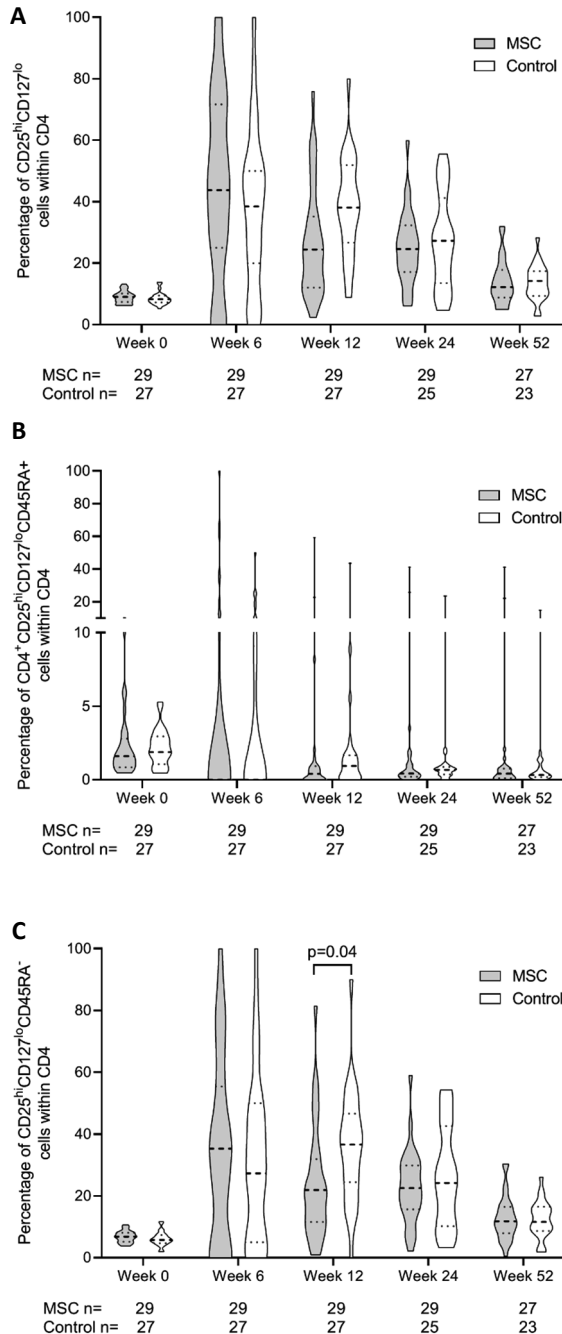 A
Percentage of CD25ʰⁱCD127ˡᵒ
cells within CD4
100
80
60
40
20
0
MSC
Control
Week 0 Week 6 Week 12 Week 24 Week 52
MSC n= 29 29 29 29 27
Control n= 27 27 27 25 23
B
Percentage of CD4⁺CD25ʰⁱCD127ˡᵒCD45RA+
cells within CD4
100
80
60
40
20
10
5
0
MSC
Control
Week 0 Week 6 Week 12 Week 24 Week 52
MSC n= 29 29 29 29 27
Control n= 27 27 27 25 23
C
Percentage of CD25ʰⁱCD127ˡᵒCD45RA⁻
cells within CD4
100
80
60
40
20
0
p=0.04
MSC
Control
Week 0 Week 6 Week 12 Week 24 Week 52
MSC n= 29 29 29 29 27
Control n= 27 27 27 25 23